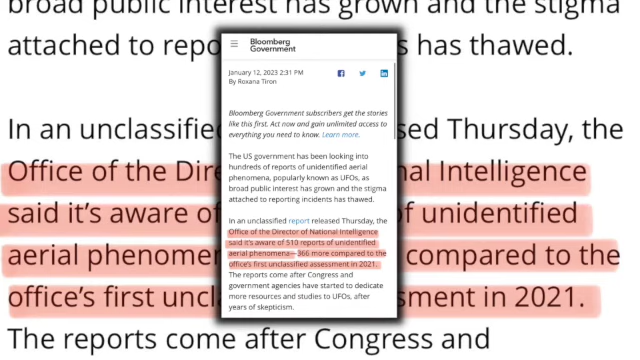 broad public interest has grown and the stigma
attached to repo
s has thawed.
In an unclassified
sed Thursday, the
Office of the Dire
nal Intelligence
said it's aware of
of unidentified
aerial phenomen
compared to the
office's first uncla
sment in 2021.
The reports come after Congress and
Bloomberg
Government
January 12, 2023 2:31 PM
By Roxana Tiron
Bloomberg Government subscribers get the stories
like this first. Act now and gain unlimited access to
everything you need to know. Learn more.
The US government has been looking into
hundreds of reports of unidentified aerial
phenomena, popularly known as UFOs, as
broad public interest has grown and the stigma
attached to reporting incidents has thawed.
In an unclassified report released Thursday, the
Office of the Director of National Intelligence
said it's aware of 510 reports of unidentified
aerial phenomena—366 more compared to the
office's first unclassified assessment in 2021.
The reports come after Congress and
government agencies have started to dedicate
more resources and studies to UFOs, after
years of skepticism.